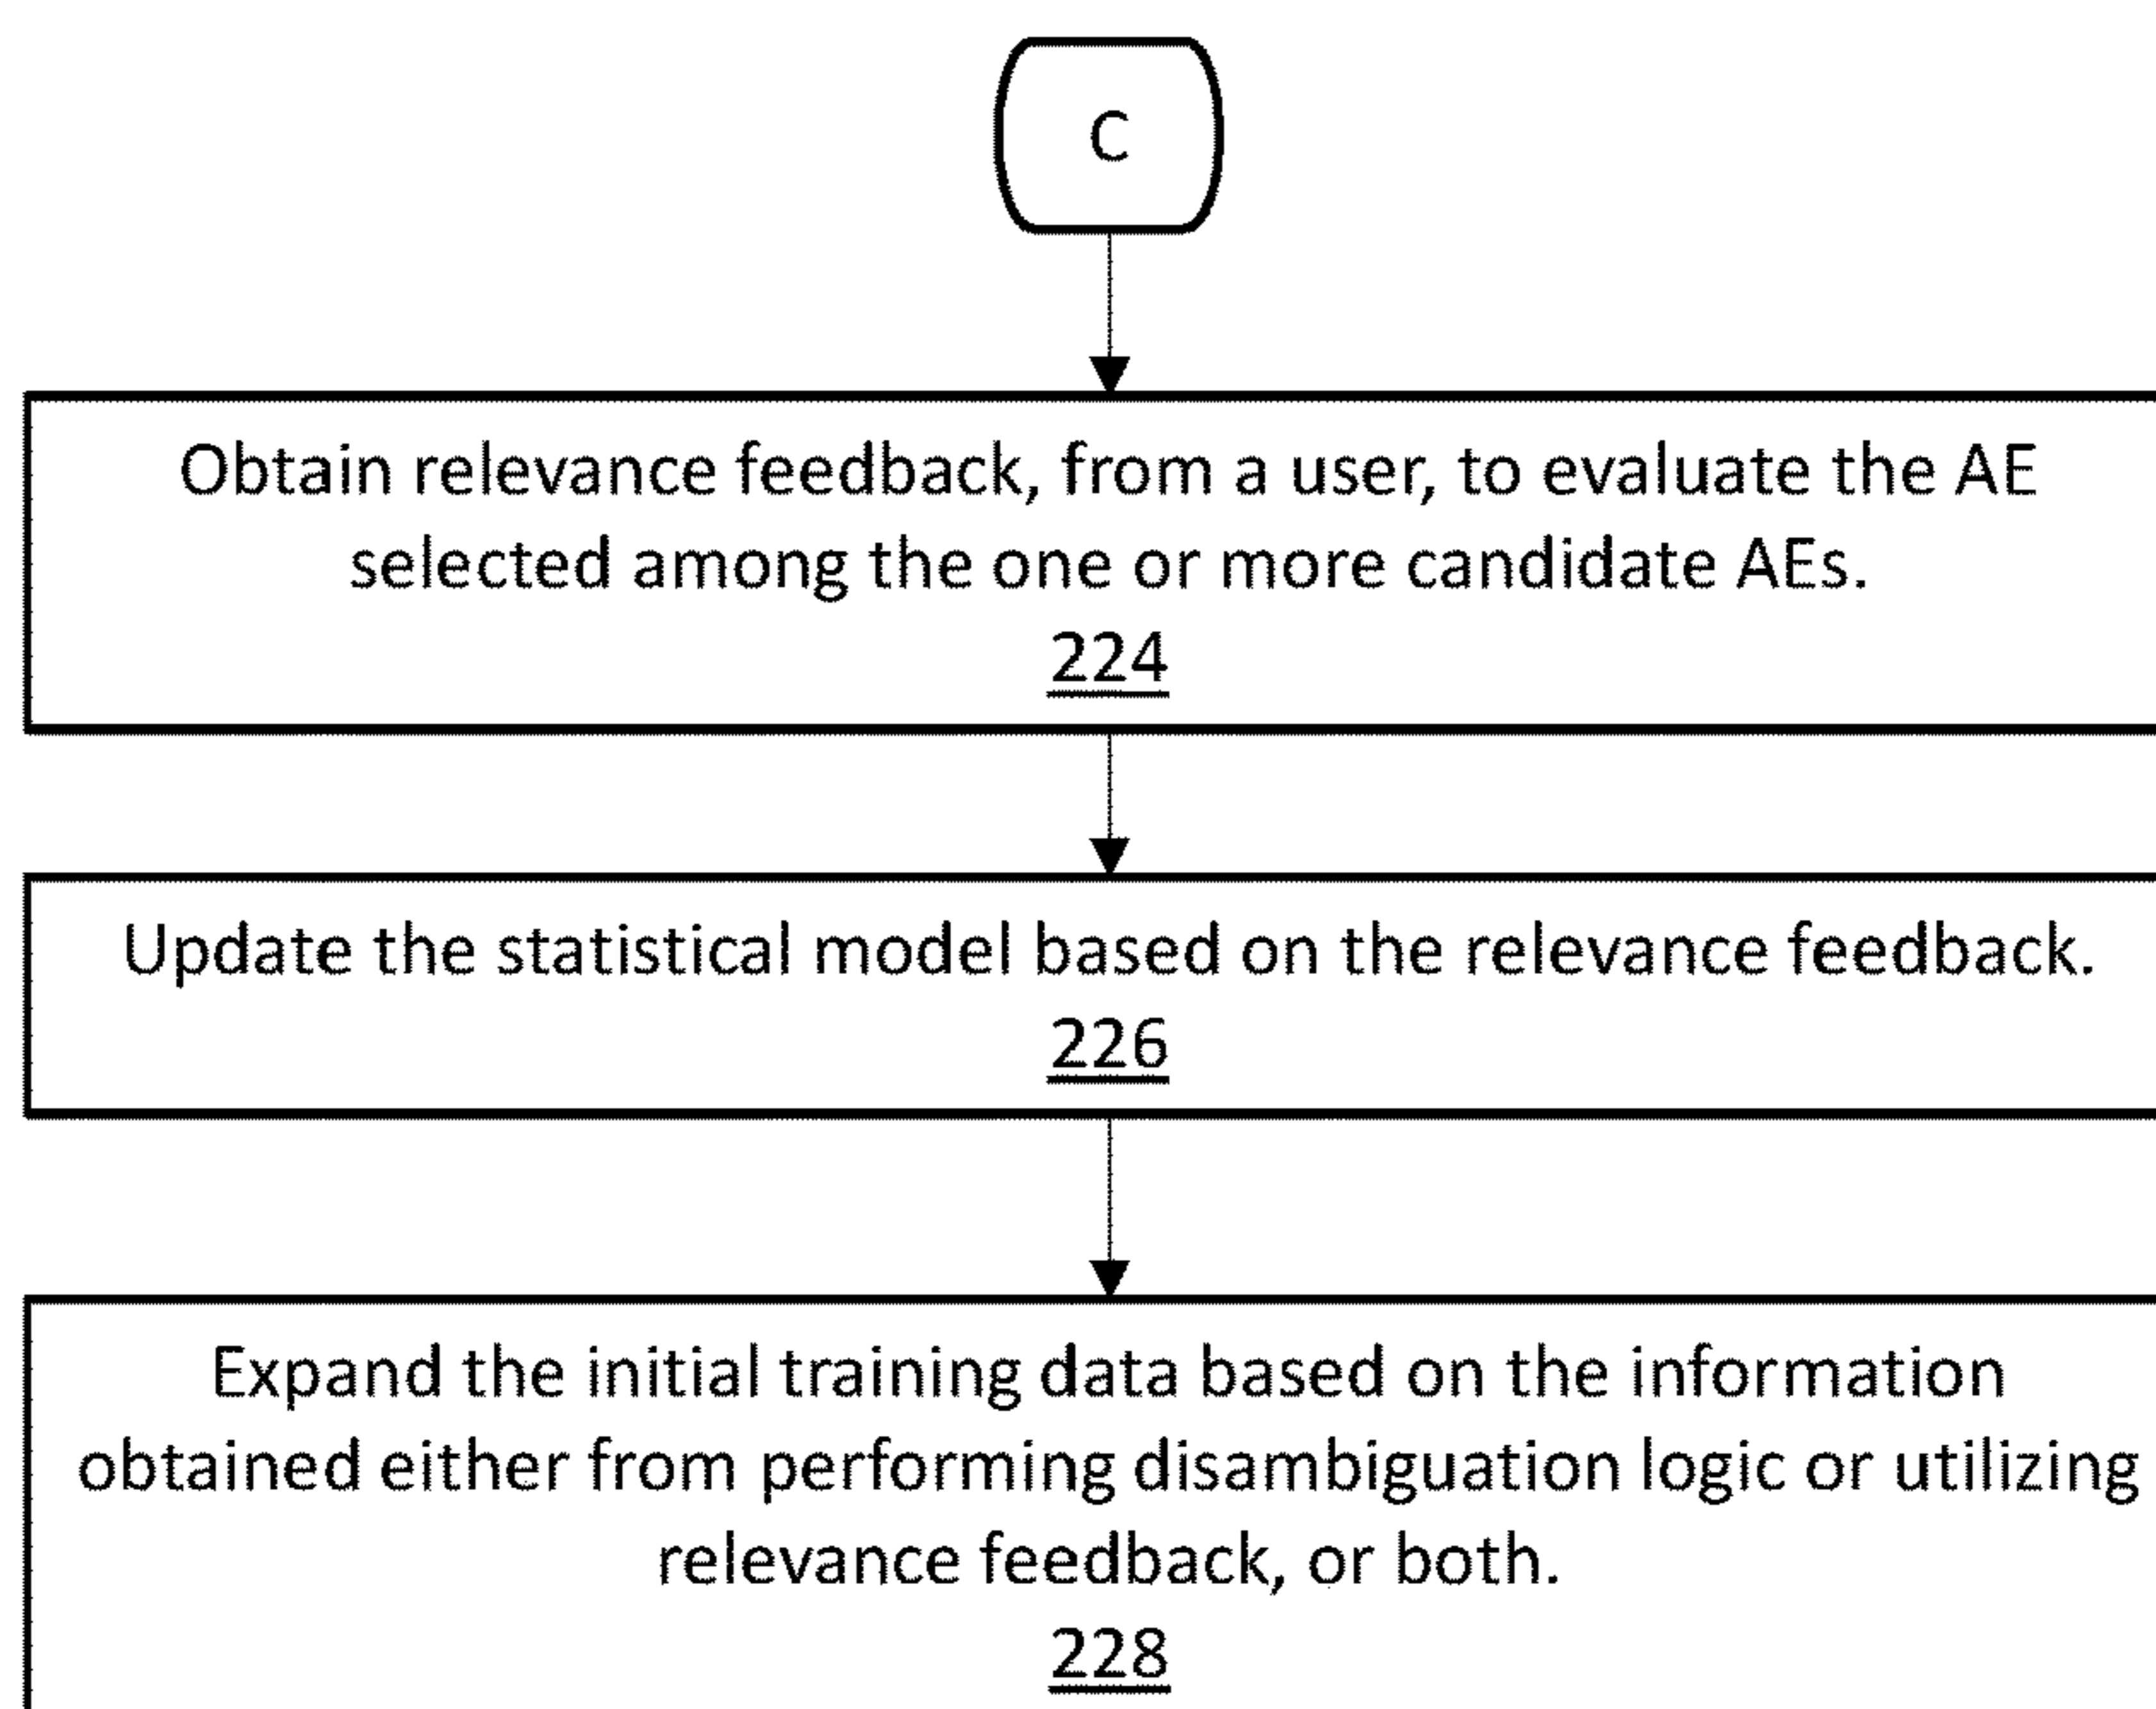 C
Obtain relevance feedback, from a user, to evaluate the AE
selected among the one or more candidate AEs.
224
Update the statistical model based on the relevance feedback.
226
Expand the initial training data based on the information
obtained either from performing disambiguation logic or utilizing
relevance feedback, or both.
228